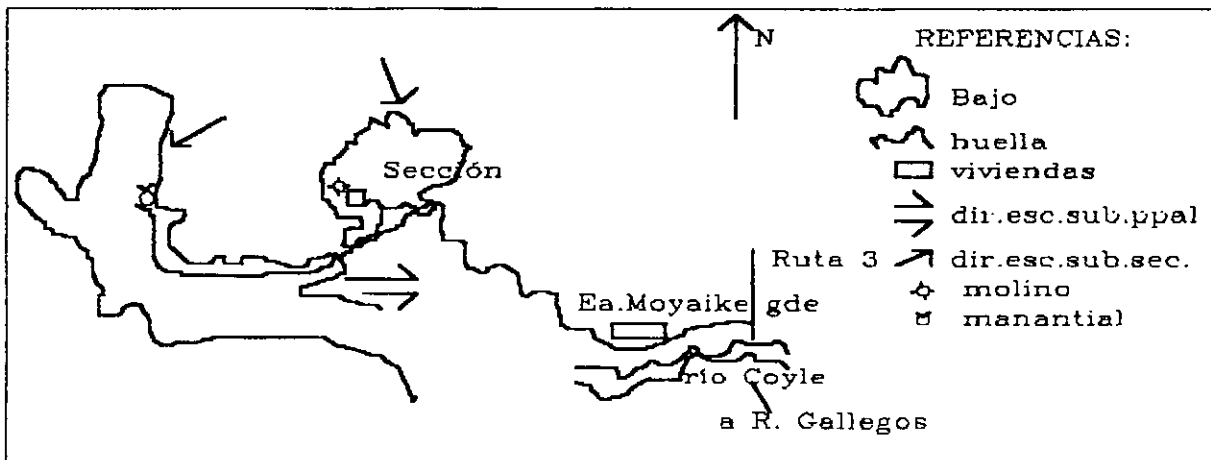 N
REFERENCIAS:
Bajo
huella
viviendas
dir.esc.sub.ppal
dir.esc.sub.sec.
molino
manantial
Sección
Ruta 3
Ea.Moyaike gde
río Coyle
a R. Gallegos